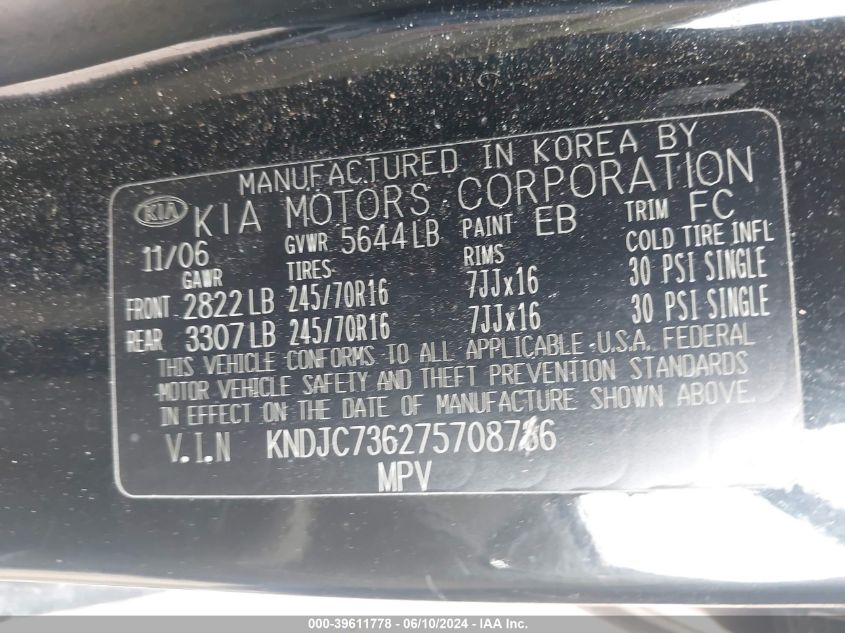 MANUFACTURED IN KOREA BY
KIA KIA MOTORS CORPORATION
11/06 GVWR 5644LB PAINT EB TRIM FC
GAWR TIRES RIMS COLD TIRE INFL
FRONT 2822LB 245/70R16 7JJx16 30 PSI SINGLE
REAR 3307LB 245/70R16 7JJx16 30 PSI SINGLE
THIS VEHICLE CONFORMS TO ALL APPLICABLE U.S.A. FEDERAL
MOTOR VEHICLE SAFETY AND THEFT PREVENTION STANDARDS
IN EFFECT ON THE DATE OF MANUFACTURE SHOWN ABOVE.
V.I.N
MPV
000-39611778 - 06/10/2024 - © IAA, Inc.